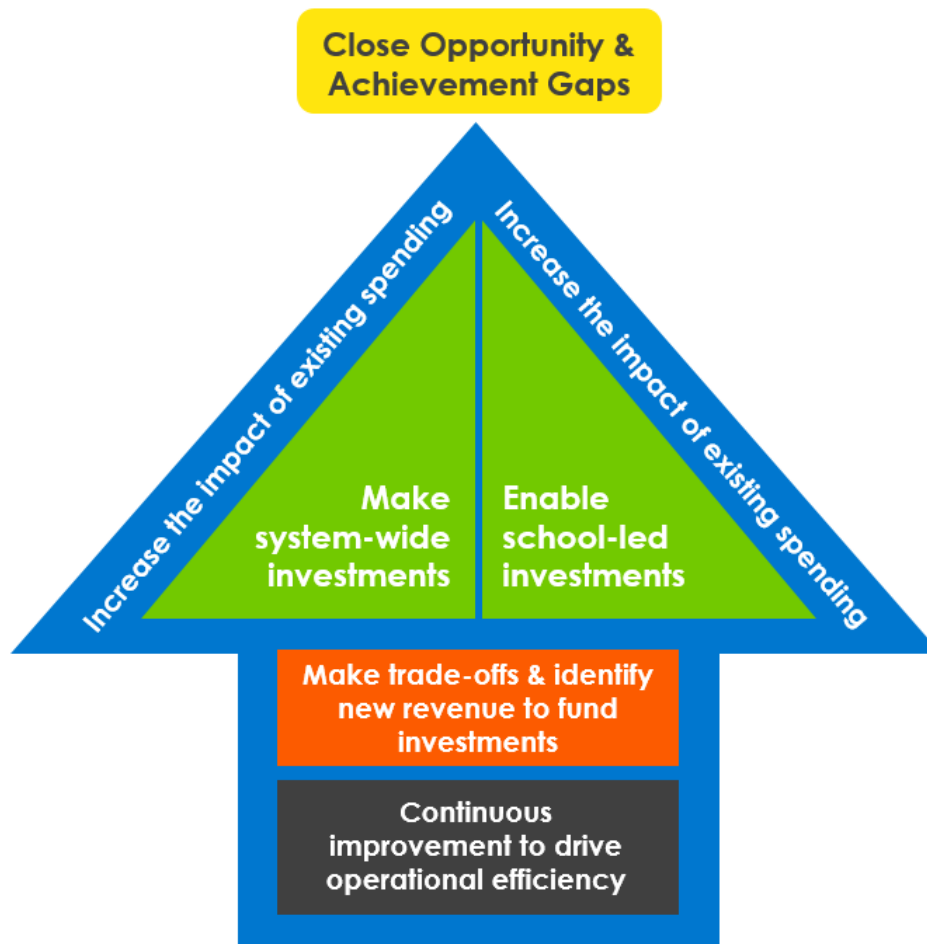 Close Opportunity &
Achievement Gaps
Increase the impact of existing spending
Increase the impact of existing spending
Make
system-wide
investments
Enable
school-led
investments
Make trade-offs & identify
new revenue to fund
investments
Continuous
improvement to drive
operational efficiency